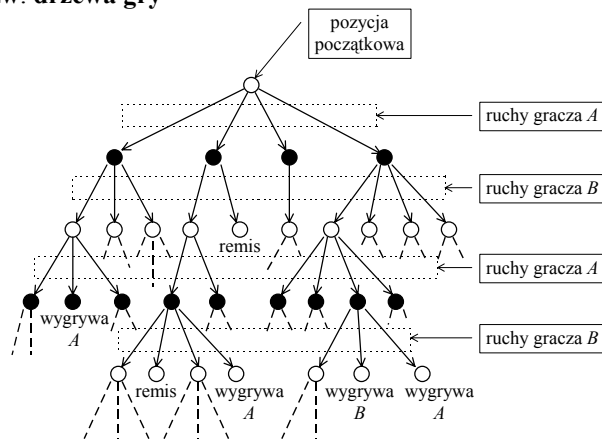 drzewa gry
pozycja
początkowa
ruchy gracza A
ruchy gracza B
remis
ruchy gracza A
wygrywa
A
ruchy gracza B
remis
wygrywa
A
wygrywa
B
wygrywa
A